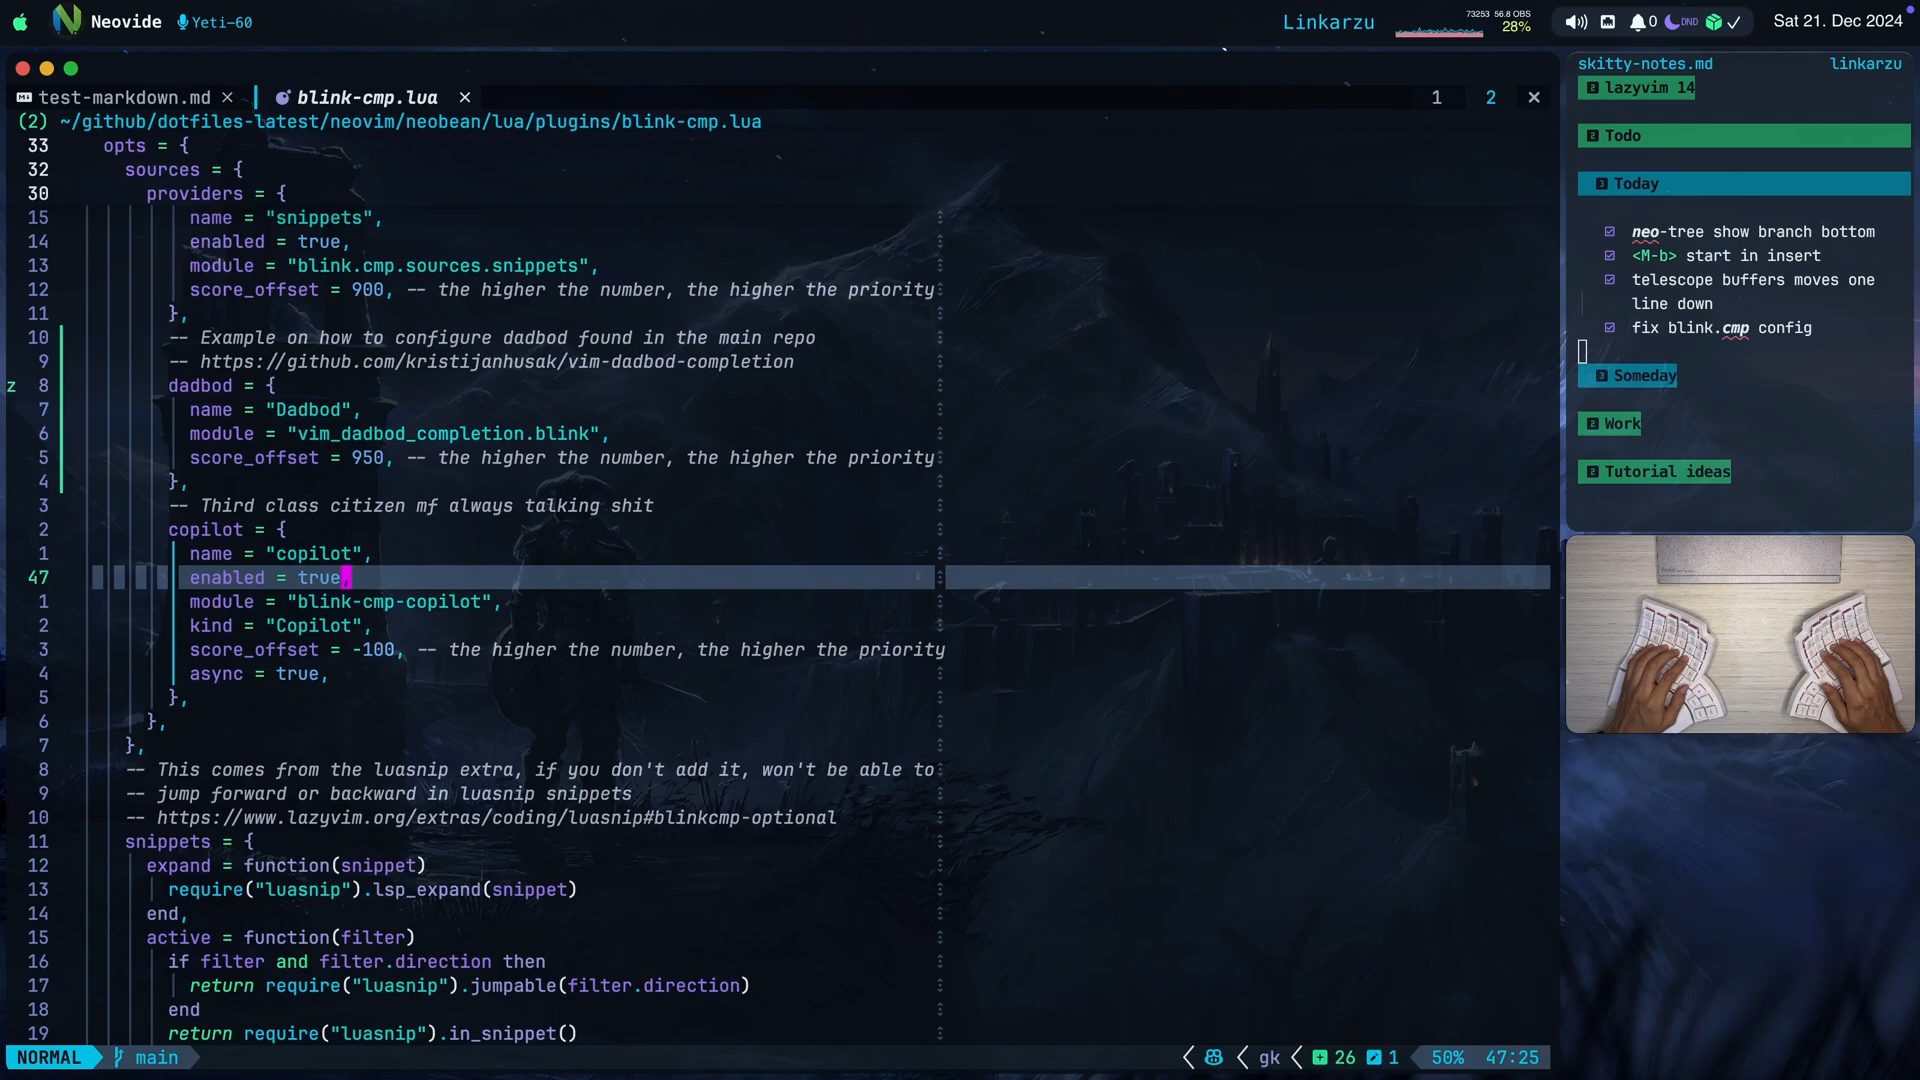 Neovide Yeti-60
Linkarzu
73253 56.8 OBS
28%
0 DND
Sat 21. Dec 2024
test-markdown.md × blink-cmp.lua × 1 2 ×
(2) ~/github/dotfiles-latest/neovim/neobean/lua/plugins/blink-cmp.lua
33 opts = {
32 sources = {
30 providers = {
15 name = "snippets",
14 enabled = true,
13 module = "blink.cmp.sources.snippets",
12 score_offset = 900, -- the higher the number, the higher the priority
11 },
10 -- Example on how to configure dadbod found in the main repo
9 -- https://github.com/kristijanhusak/vim-dadbod-completion
z 8 dadbod = {
7 name = "Dadbod",
6 module = "vim_dadbod_completion.blink",
5 score_offset = 950, -- the higher the number, the higher the priority
4 },
3 -- Third class citizen mf always talking shit
2 copilot = {
1 name = "copilot",
47 enabled = true,
1 module = "blink-cmp-copilot",
2 kind = "Copilot",
3 score_offset = -100, -- the higher the number, the higher the priority
4 async = true,
5 },
6 },
7 },
8 -- This comes from the luasnip extra, if you don't add it, won't be able to
9 -- jump forward or backward in luasnip snippets
10 -- https://www.lazyvim.org/extras/coding/luasnip#blinkcmp-optional
11 snippets = {
12 expand = function(snippet)
13 require("luasnip").lsp_expand(snippet)
14 end,
15 active = function(filter)
16 if filter and filter.direction then
17 return require("luasnip").jumpable(filter.direction)
18 end
19 return require("luasnip").in_snippet()
NORMAL main gk 26 1 50% 47:25
skitty-notes.md linkarzu
2 lazyvim 14
2 Todo
3 Today
neo-tree show branch bottom
<M-b> start in insert
telescope buffers moves one
line down
fix blink.cmp config
3 Someday
2 Work
2 Tutorial ideas